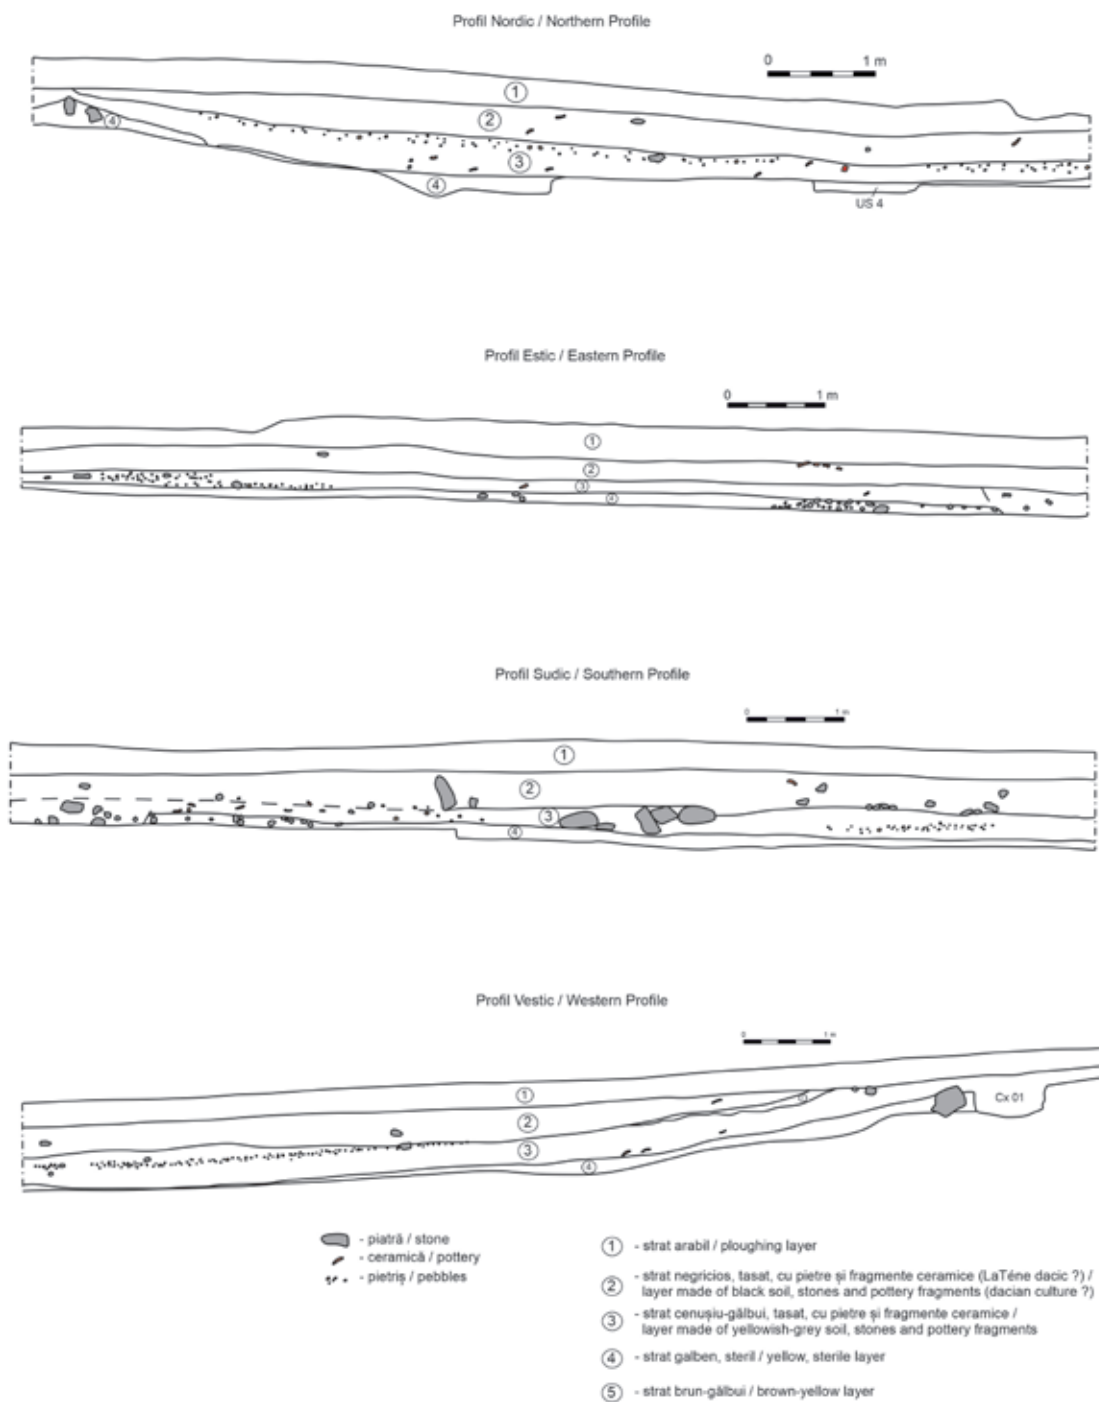 Profil Nordic / Northern Profile
0 1 m
1
2
4
3
4
US 4
Profil Estic / Eastern Profile
0 1 m
1
2
3
4
Profil Sudic / Southern Profile
0 1 m
1
2
3
4
Profil Vestic / Western Profile
0 1 m
1
Cx 01
2
3
4
- piatră / stone
- ceramică / pottery
- pietriș / pebbles
1 - strat arabil / ploughing layer
2 - strat negricios, tasat, cu pietre și fragmente ceramice (LaTéne dacic ?) /
layer made of black soil, stones and pottery fragments (dacian culture ?)
3 - strat cenușiu-gălbui, tasat, cu pietre și fragmente ceramice /
layer made of yellowish-grey soil, stones and pottery fragments
4 - strat galben, steril / yellow, sterile layer
5 - strat brun-gălbui / brown-yellow layer